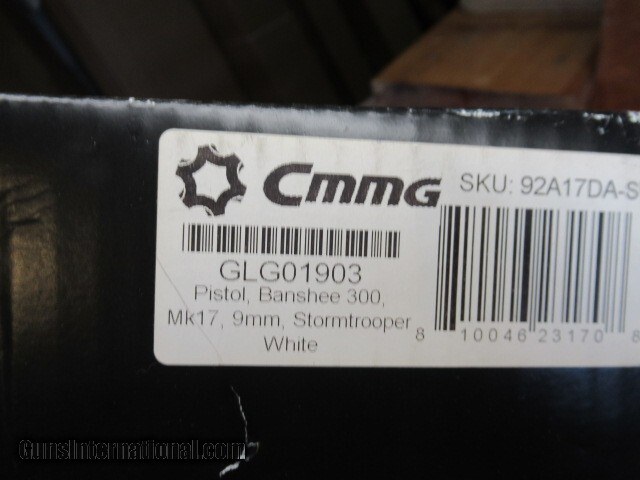 CMMG
SKU: 92A17DA-S
GLG01903
Pistol, Banshee 300,
Mk17, 9mm, Stormtrooper
White
8 10046 23170 8
GunsInternational.com